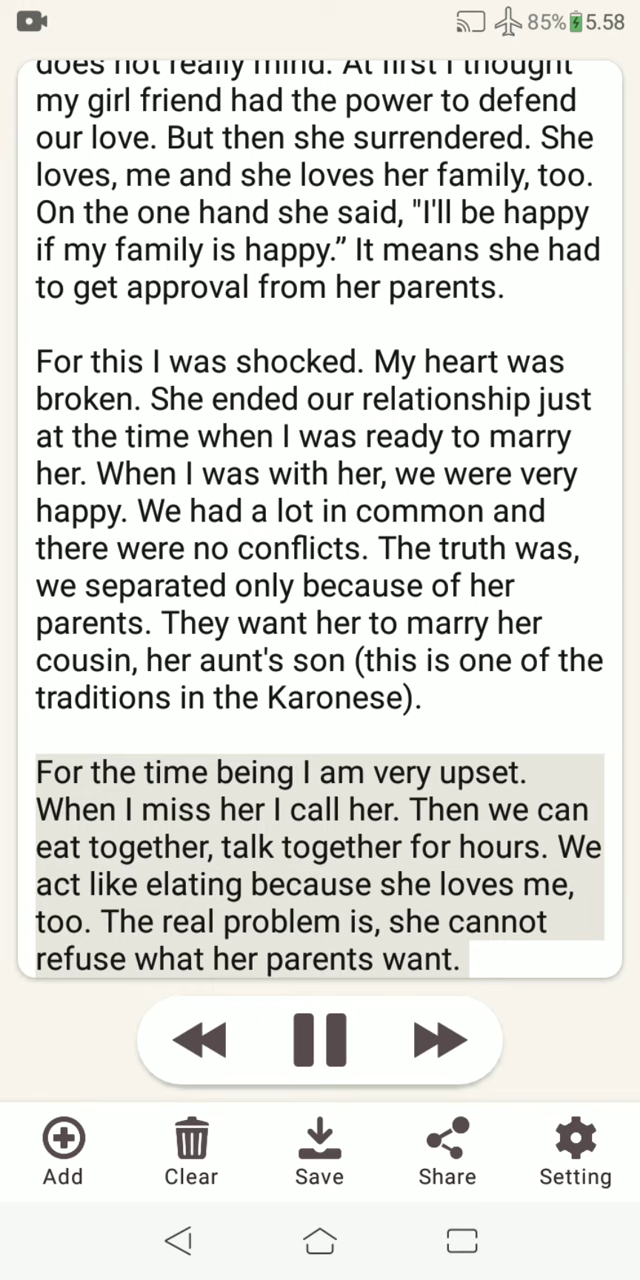 85% 5.58
does not really mind. At first I thought
my girl friend had the power to defend
our love. But then she surrendered. She
loves, me and she loves her family, too.
On the one hand she said, "I'll be happy
if my family is happy.” It means she had
to get approval from her parents.
For this I was shocked. My heart was
broken. She ended our relationship just
at the time when I was ready to marry
her. When I was with her, we were very
happy. We had a lot in common and
there were no conflicts. The truth was,
we separated only because of her
parents. They want her to marry her
cousin, her aunt's son (this is one of the
traditions in the Karonese).
For the time being I am very upset.
When I miss her I call her. Then we can
eat together, talk together for hours. We
act like elating because she loves me,
too. The real problem is, she cannot
refuse what her parents want.
Add Clear Save Share Setting